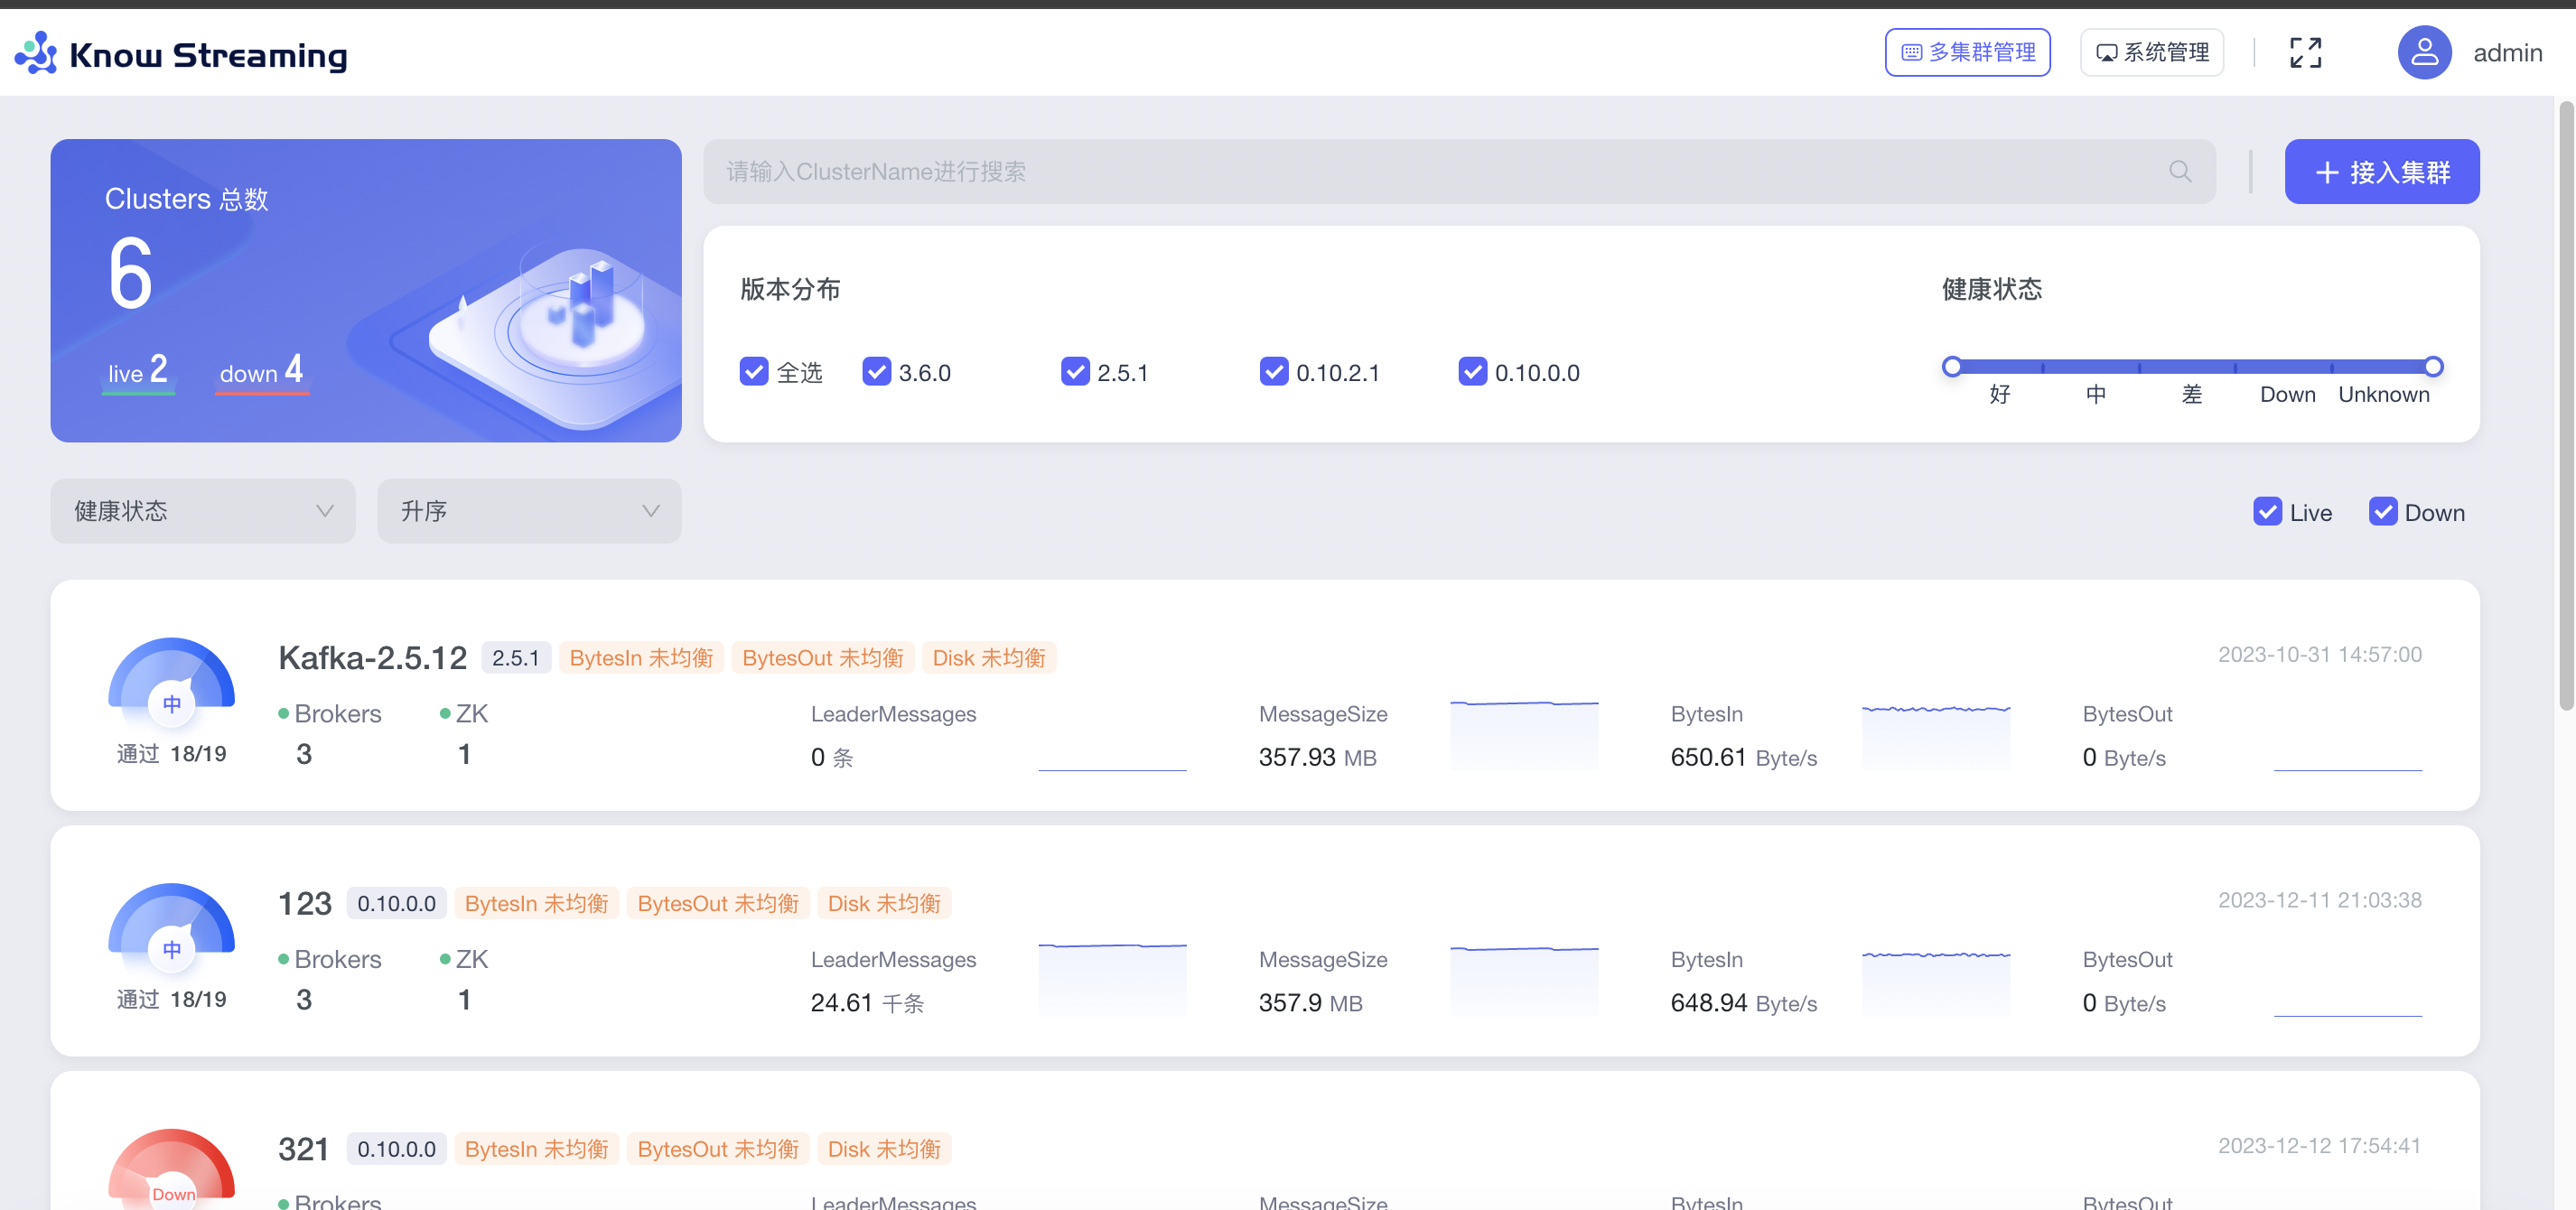 Know Streaming
多集群管理
系统管理
admin
Clusters 总数
6
live 2
down 4
请输入ClusterName进行搜索
接入集群
版本分布
全选
3.6.0
2.5.1
0.10.2.1
0.10.0.0
健康状态
好
中
差
Down
Unknown
健康状态
升序
Live
Down
Kafka-2.5.12 2.5.1 BytesIn 未均衡 BytesOut 未均衡 Disk 未均衡
2023-10-31 14:57:00
中
通过 18/19
Brokers
3
ZK
1
LeaderMessages
0 条
MessageSize
357.93 MB
BytesIn
650.61 Byte/s
BytesOut
0 Byte/s
123 0.10.0.0 BytesIn 未均衡 BytesOut 未均衡 Disk 未均衡
2023-12-11 21:03:38
中
通过 18/19
Brokers
3
ZK
1
LeaderMessages
24.61 千条
MessageSize
357.9 MB
BytesIn
648.94 Byte/s
BytesOut
0 Byte/s
321 0.10.0.0 BytesIn 未均衡 BytesOut 未均衡 Disk 未均衡
2023-12-12 17:54:41
Down
Brokers
LeaderMessages
MessageSize
BytesIn
BytesOut